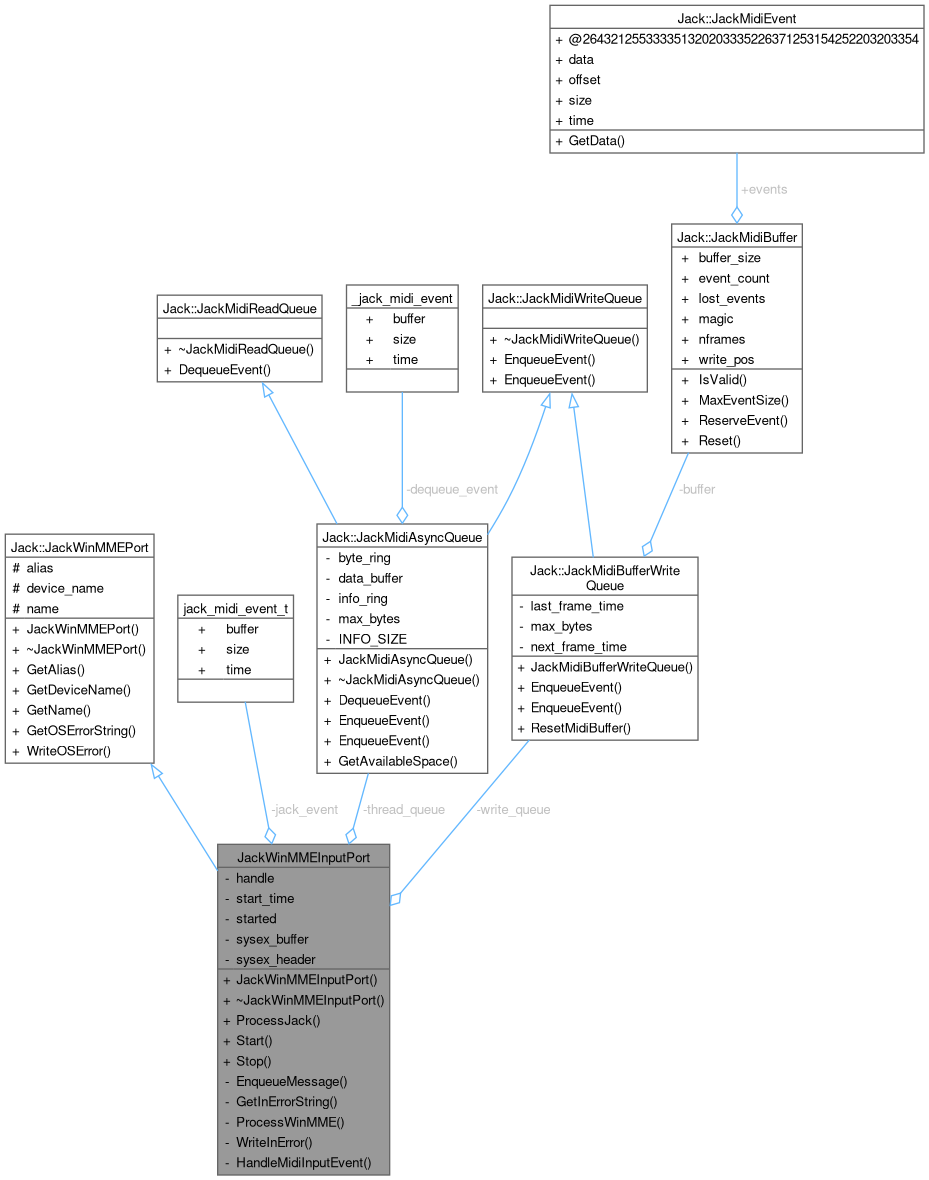 Jack::JackMidiEvent
+ @264321255333351320203335226371253154252203203354
+ data
+ offset
+ size
+ time
+ GetData()
+events
Jack::JackMidiBuffer
+ buffer_size
+ event_count
+ lost_events
+ magic
+ nframes
+ write_pos
+ IsValid()
+ MaxEventSize()
+ ReserveEvent()
+ Reset()
Jack::JackMidiReadQueue
+ ~JackMidiReadQueue()
+ DequeueEvent()
_jack_midi_event
+ buffer
+ size
+ time
Jack::JackMidiWriteQueue
+ ~JackMidiWriteQueue()
+ EnqueueEvent()
+ EnqueueEvent()
-dequeue_event
-buffer
Jack::JackWinMMEPort
# alias
# device_name
# name
+ JackWinMMEPort()
+ ~JackWinMMEPort()
+ GetAlias()
+ GetDeviceName()
+ GetName()
+ GetOSErrorString()
+ WriteOSError()
jack_midi_event_t
+ buffer
+ size
+ time
Jack::JackMidiAsyncQueue
- byte_ring
- data_buffer
- info_ring
- max_bytes
- INFO_SIZE
+ JackMidiAsyncQueue()
+ ~JackMidiAsyncQueue()
+ DequeueEvent()
+ EnqueueEvent()
+ EnqueueEvent()
+ GetAvailableSpace()
Jack::JackMidiBufferWrite
Queue
- last_frame_time
- max_bytes
- next_frame_time
+ JackMidiBufferWriteQueue()
+ EnqueueEvent()
+ EnqueueEvent()
+ ResetMidiBuffer()
-jack_event
-thread_queue
-write_queue
JackWinMMEInputPort
- handle
- start_time
- started
- sysex_buffer
- sysex_header
+ JackWinMMEInputPort()
+ ~JackWinMMEInputPort()
+ ProcessJack()
+ Start()
+ Stop()
- EnqueueMessage()
- GetInErrorString()
- ProcessWinMME()
- WriteInError()
- HandleMidiInputEvent()